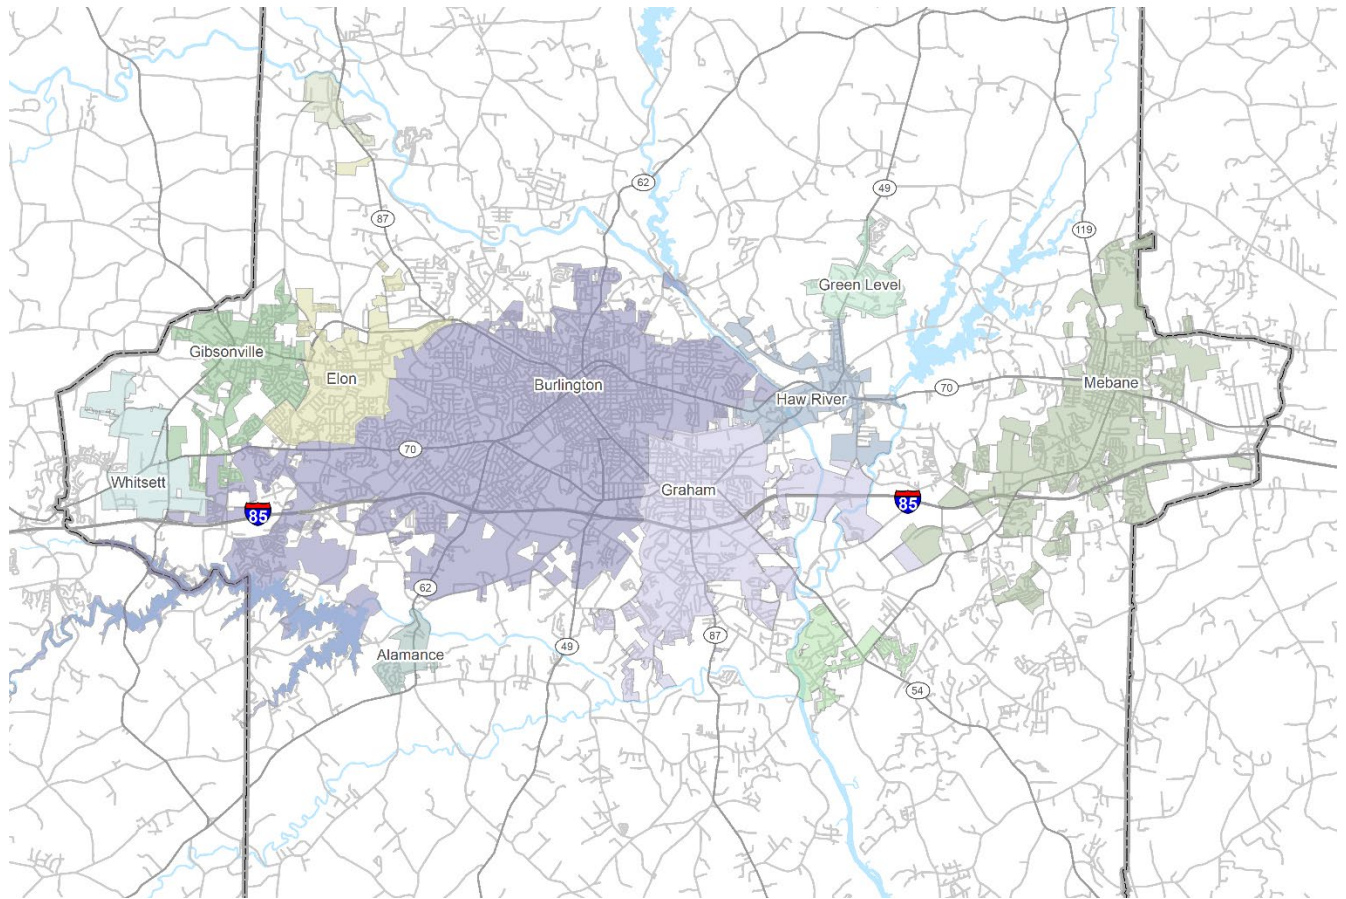 62
49
87
119
Green Level
Gibsonville
Elon
Burlington
Haw River
70
Mebane
70
Whitsett
Graham
85
85
62
87
49
Alamance
54